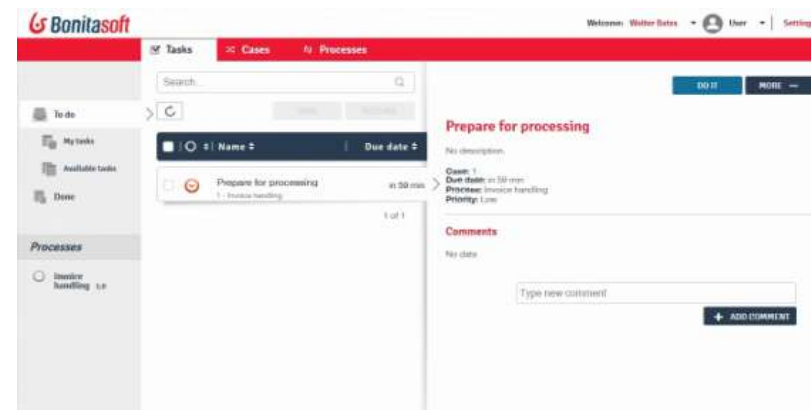 Bonitasoft
Welcome: Walter Bates User Setting
Tasks Cases Processes
Search...
DO IT MORE
To do
My tasks
Available tasks
Done
Name Due date
Prepare for processing in 59 min
1 - Invoice handling
1 of 1
Processes
Invoice
handling 1.0
Prepare for processing
No description.
Case: 1
Due date: in 59 min
Process: Invoice handling
Priority: Low
Comments
No data
Type new comment
+ ADD COMMENT